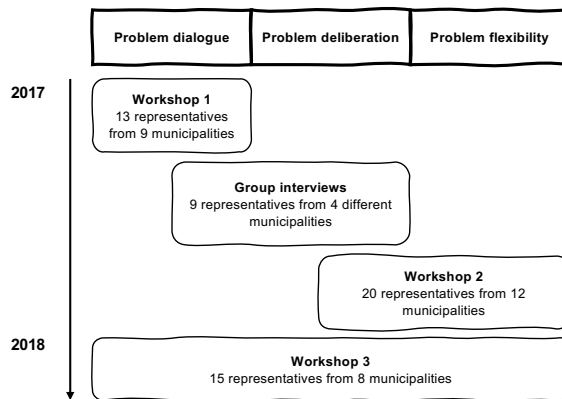 Problem dialogue
Problem deliberation
Problem flexibility
2017
Workshop 1
13 representatives
from 9 municipalities
Group interviews
9 representatives from 4 different
municipalities
Workshop 2
20 representatives from 12
municipalities
2018
Workshop 3
15 representatives from 8 municipalities